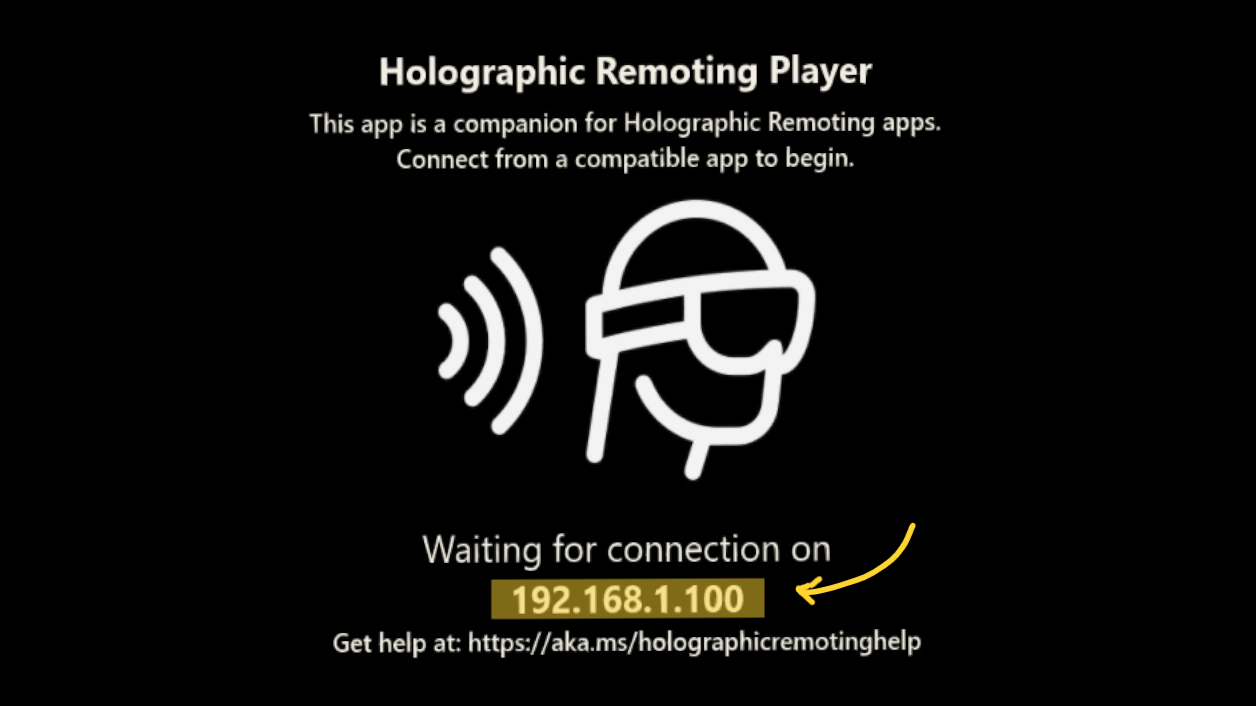 Holographic Remoting Player
This app is a companion for Holographic Remoting apps.
Connect from a compatible app to begin.
Waiting for connection on
192.168.1.100
Get help at: https://aka.ms/holographicremotinghelp